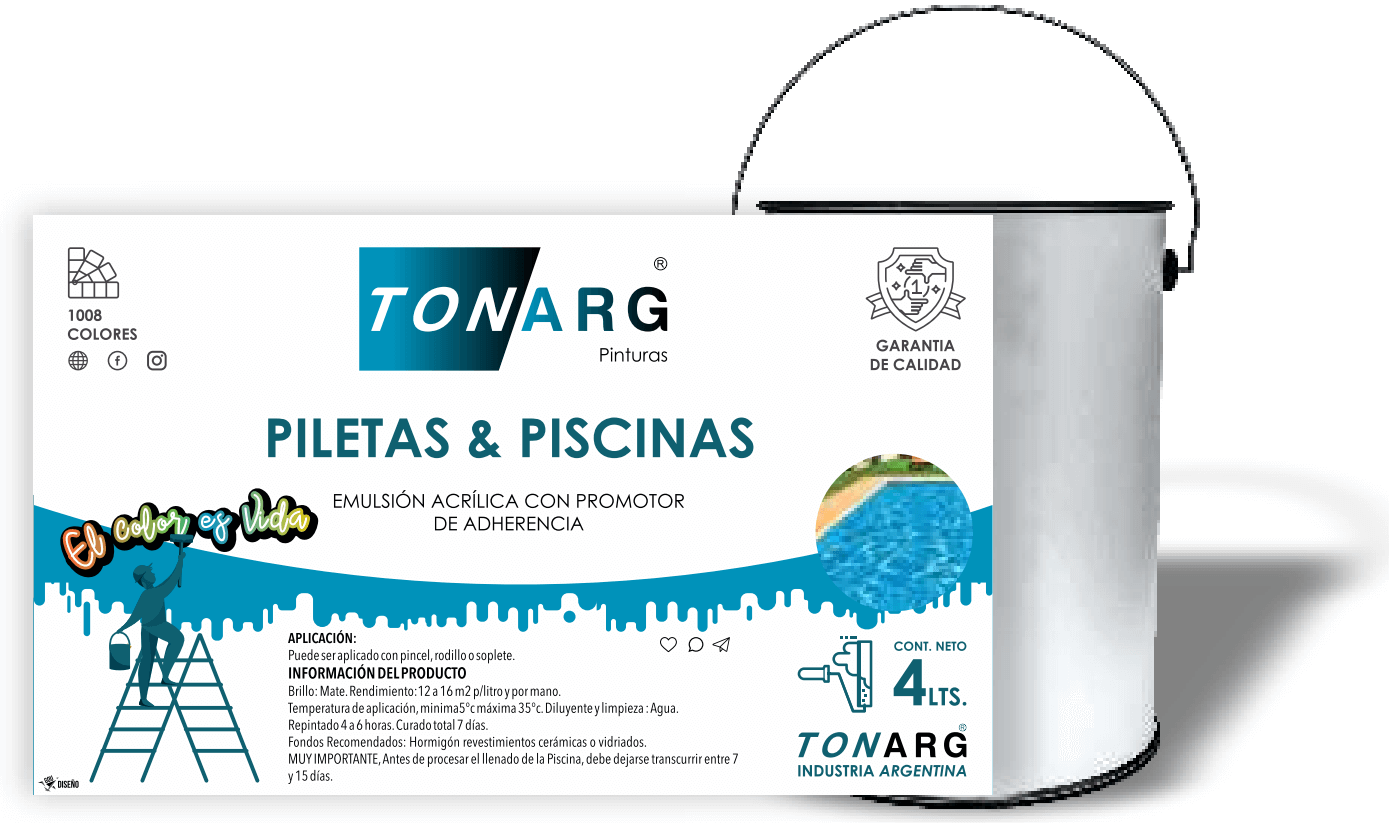 1008
COLORES
TONARG®
Pinturas
GARANTIA
DE CALIDAD
1
PILETAS & PISCINAS
EMULSIÓN ACRÍLICA CON PROMOTOR
DE ADHERENCIA
El color es Vida
APLICACIÓN:
Puede ser aplicado con pincel, rodillo o soplete.
INFORMACIÓN DEL PRODUCTO
Brillo: Mate. Rendimiento: 12 a 16 m2 p/litro y por mano.
Temperatura de aplicación, minima5°c máxima 35°c. Diluyente y limpieza : Agua.
Repintado 4 a 6 horas. Curado total 7 días.
Fondos Recomendados: Hormigón revestimientos cerámicas o vidriados.
MUY IMPORTANTE, Antes de procesar el llenado de la Piscina, debe dejarse transcurrir entre 7
y 15 días.
CONT. NETO
4 LTS.
TONARG®
INDUSTRIA ARGENTINA
DISEÑO